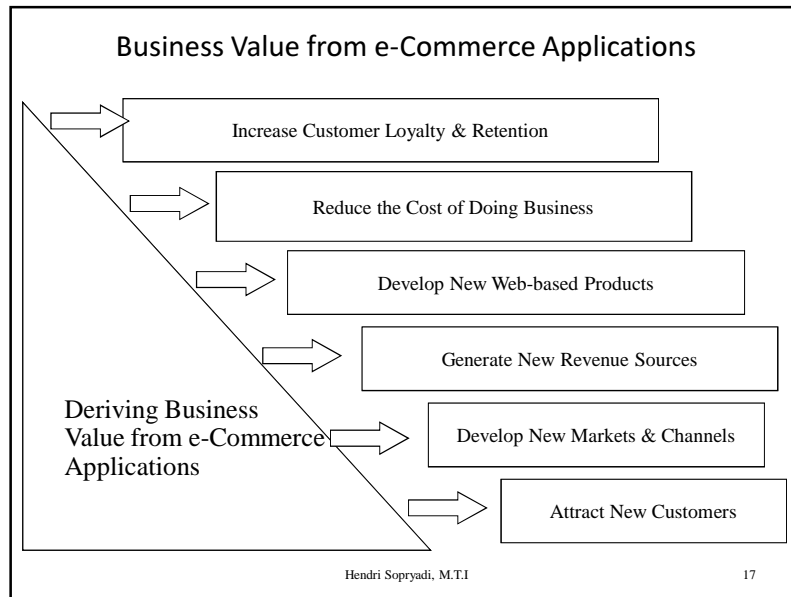 Business Value from e-Commerce Applications
Increase Customer Loyalty & Retention
Reduce the Cost of Doing Business
Develop New Web-based Products
Generate New Revenue Sources
Deriving Business
Value from e-Commerce
Applications
Develop New Markets & Channels
Attract New Customers
Hendri Sopryadi, M.T.I
17